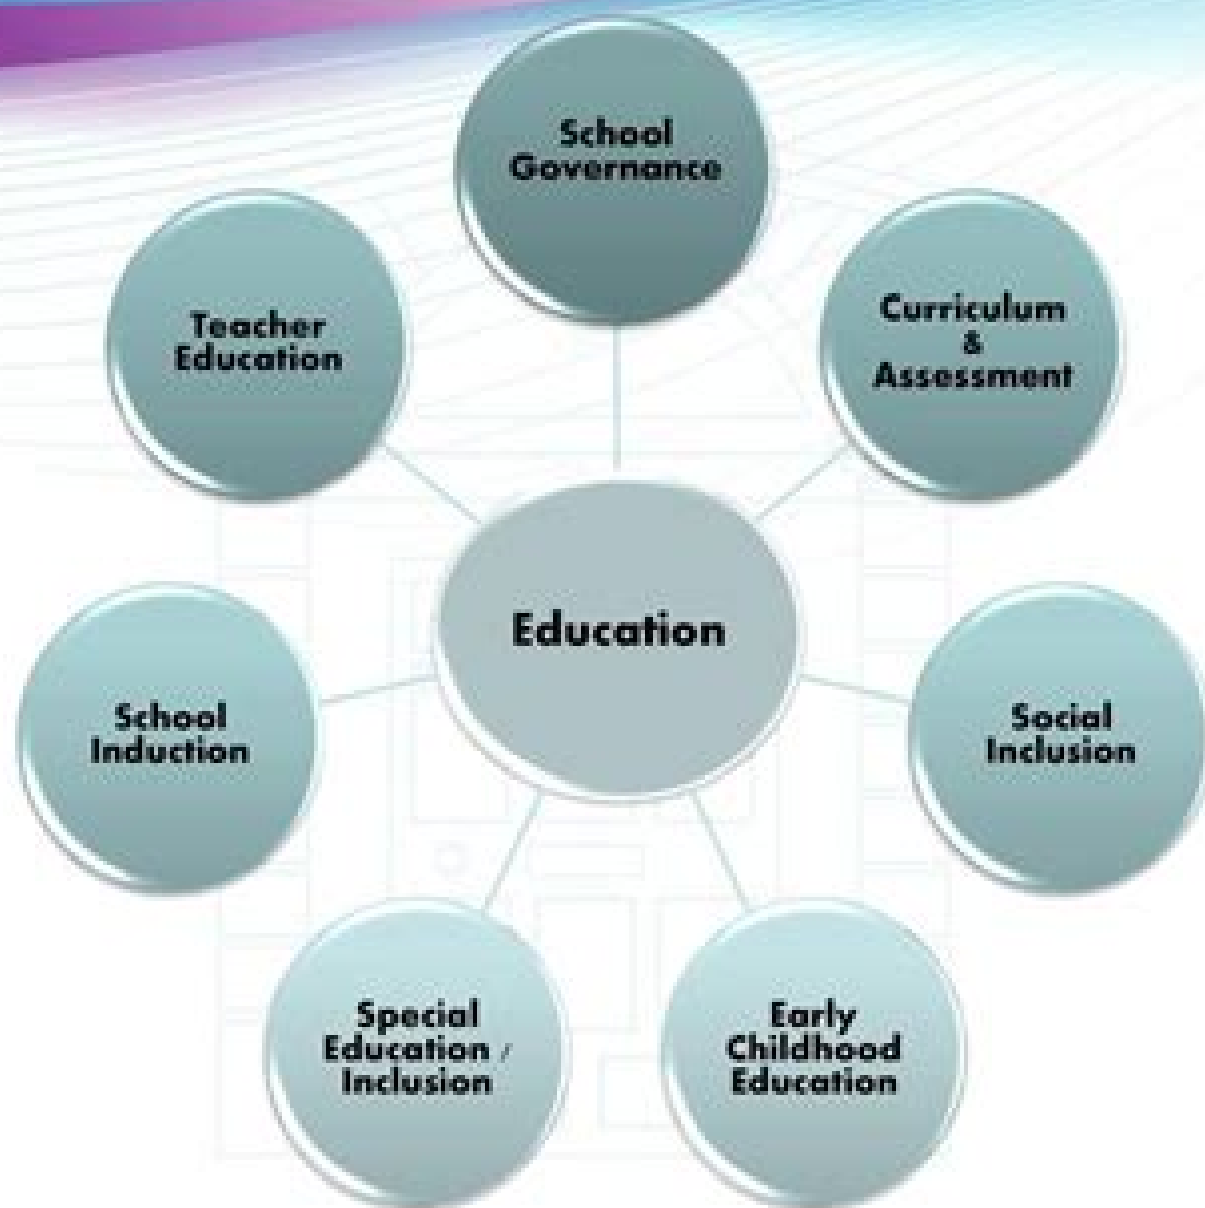 School
Governance
Curriculum
&
Assessment
Social
Inclusion
Early
Childhood
Education
Special
Education /
Inclusion
School
Induction
Teacher
Education
Education